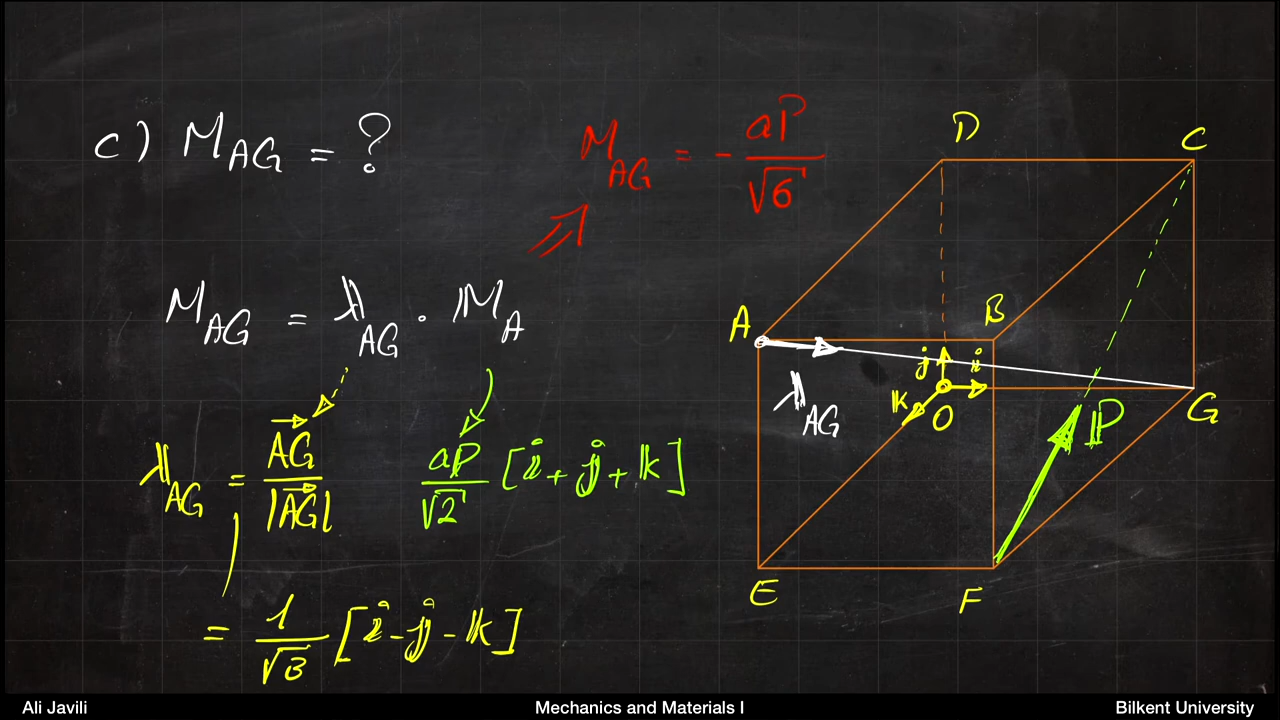 c) M_AG = ?
M_AG = - aP/√6
M_AG = λ_AG · M_A
λ_AG = AG/|AG|
aP/√2 [i + j + k]
= 1/√3 [i - j - k]
D
C
A
B
λ_AG
j
i
k
O
G
P
E
F
Ali Javili
Mechanics and Materials I
Bilkent University